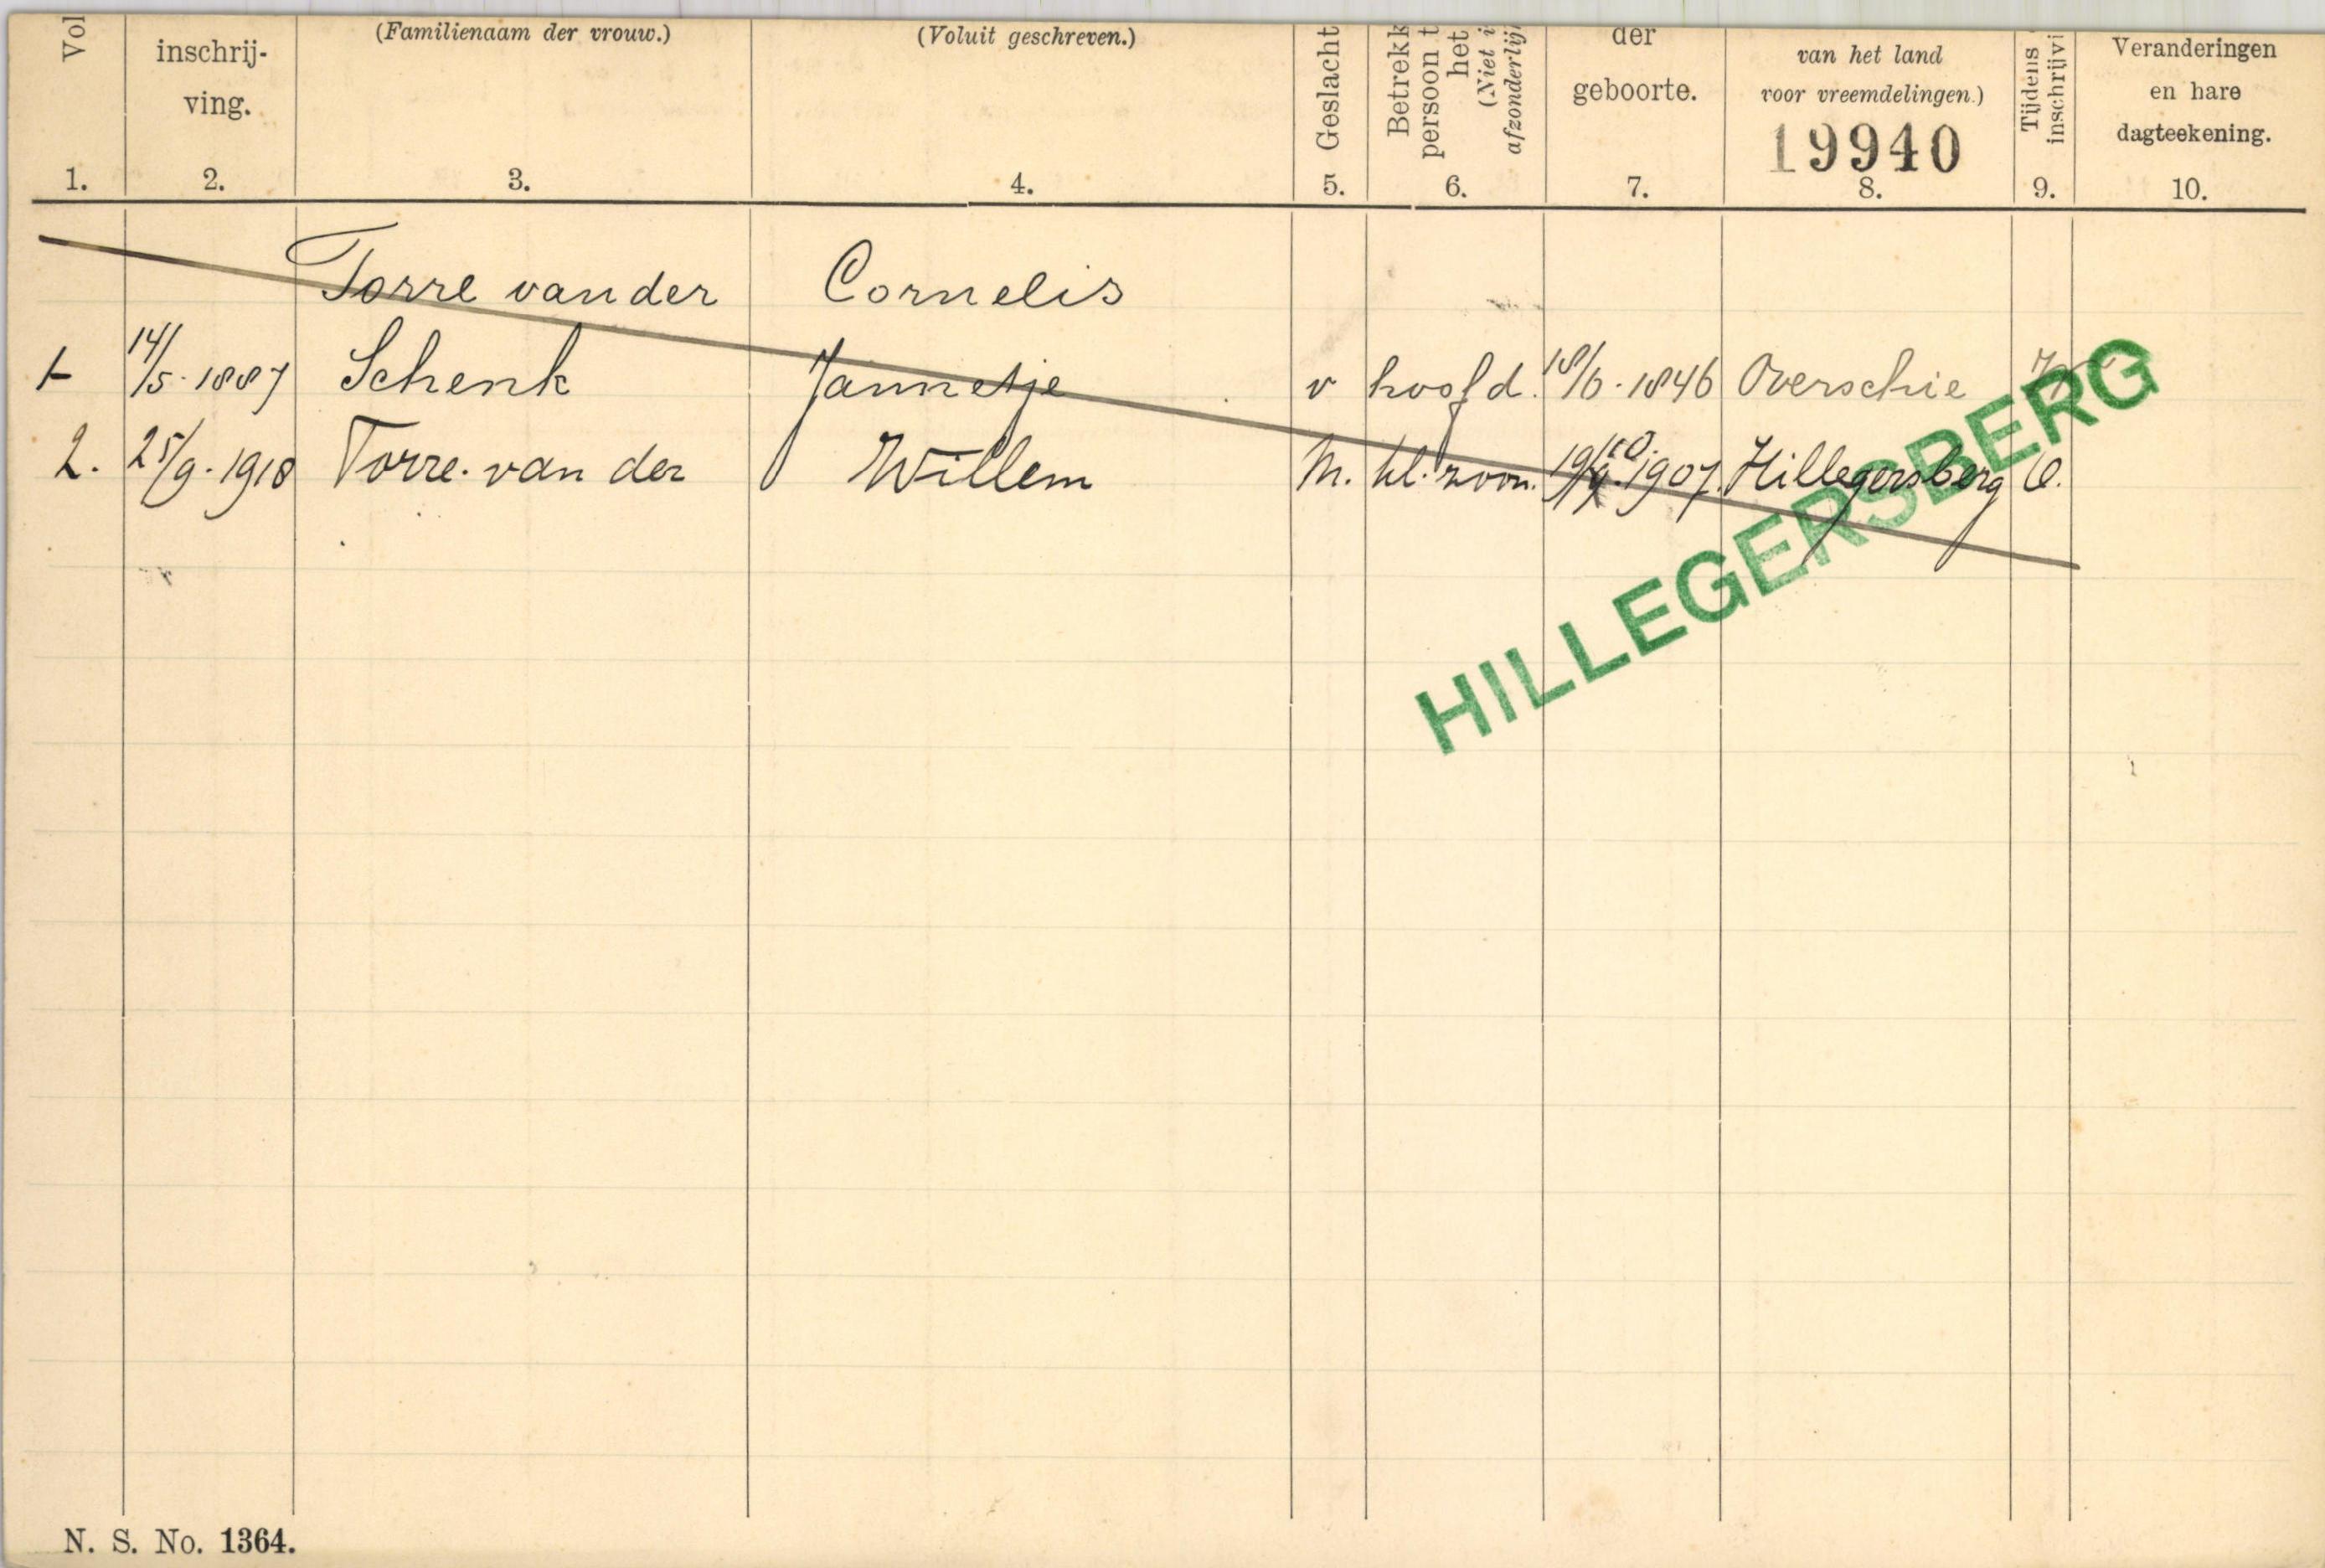 Vol inschrij- (Familienaam der vrouw.) (Voluit geschreven.) Geslacht Betrekk persoon t het (Niet i afzonderlij der van het land Tijdens inschrijvi Veranderingen
ving. geboorte. voor vreemdelingen.) en hare
19940 dagteekening.
1. 2. 3. 4. 5. 6. 7. 8. 9. 10.
Torre vander Cornelis
1 14/5 · 1887 Schenk Jannetje v hoofd. 18/6 · 1846 Overschie
2. 25/9 · 1918 Torre. van der Willem M. kl. zoon. 19/10. 1907. Hillegersberg O.
HILLEGERSBERG
N. S. No. 1364.